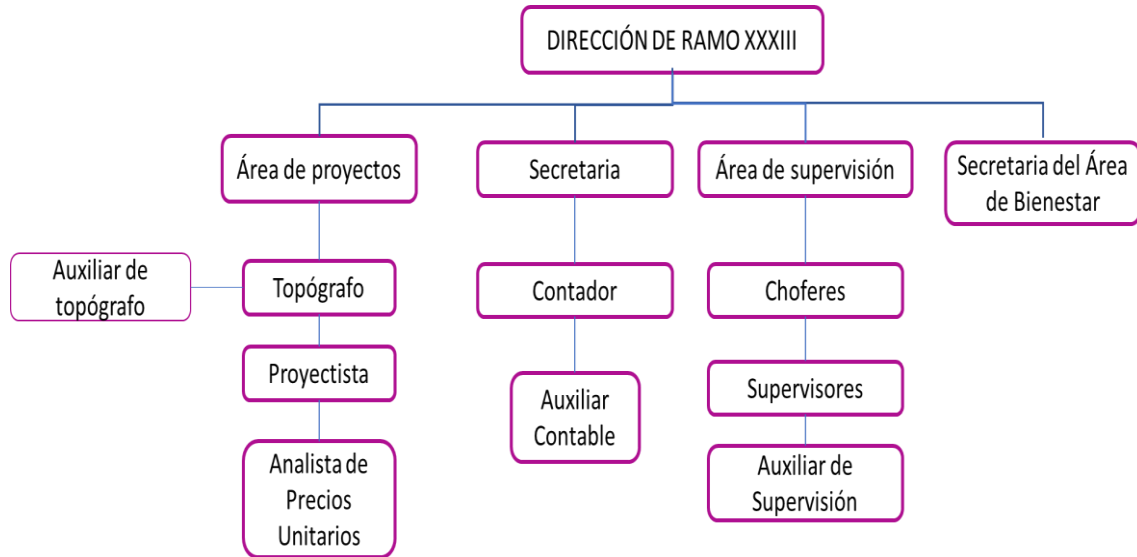 DIRECCIÓN DE RAMO XXXIII
Área de proyectos
Secretaria
Área de supervisión
Secretaria del Área
de Bienestar
Auxiliar de
topógrafo
Topógrafo
Contador
Choferes
Proyectista
Auxiliar
Contable
Supervisores
Analista de
Precios
Unitarios
Auxiliar de
Supervisión